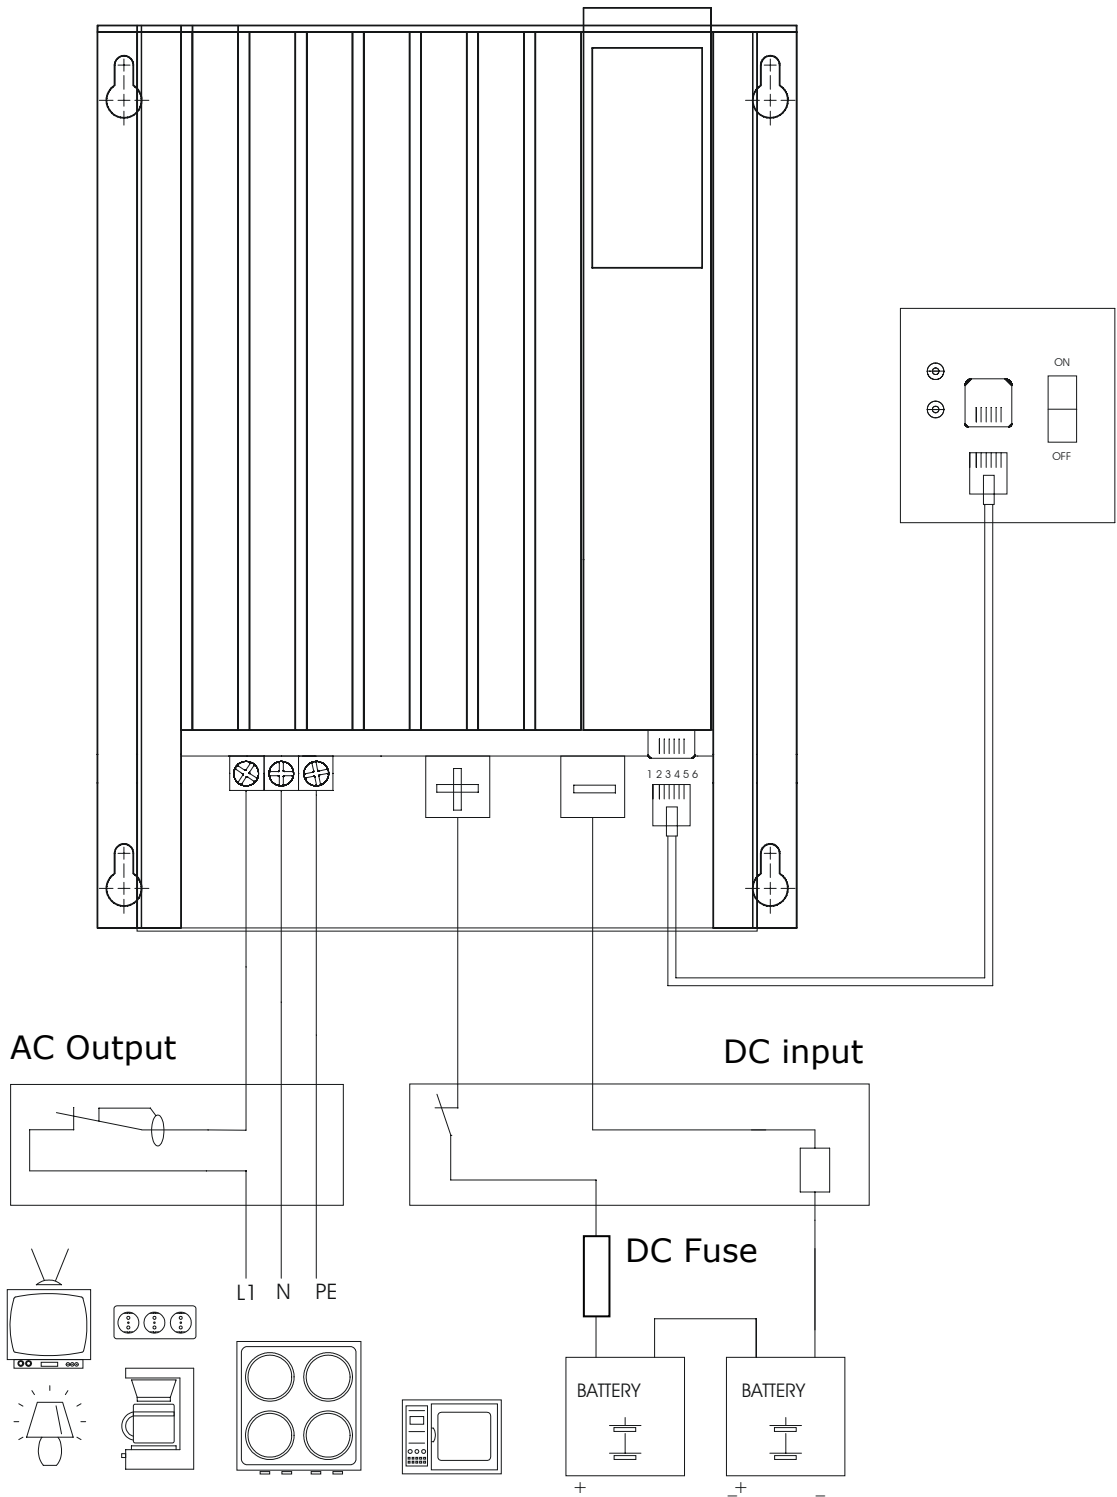 ON
OFF
1 2 3 4 5 6
AC Output
DC input
DC Fuse
L1 N PE
BATTERY BATTERY
+ _+ _